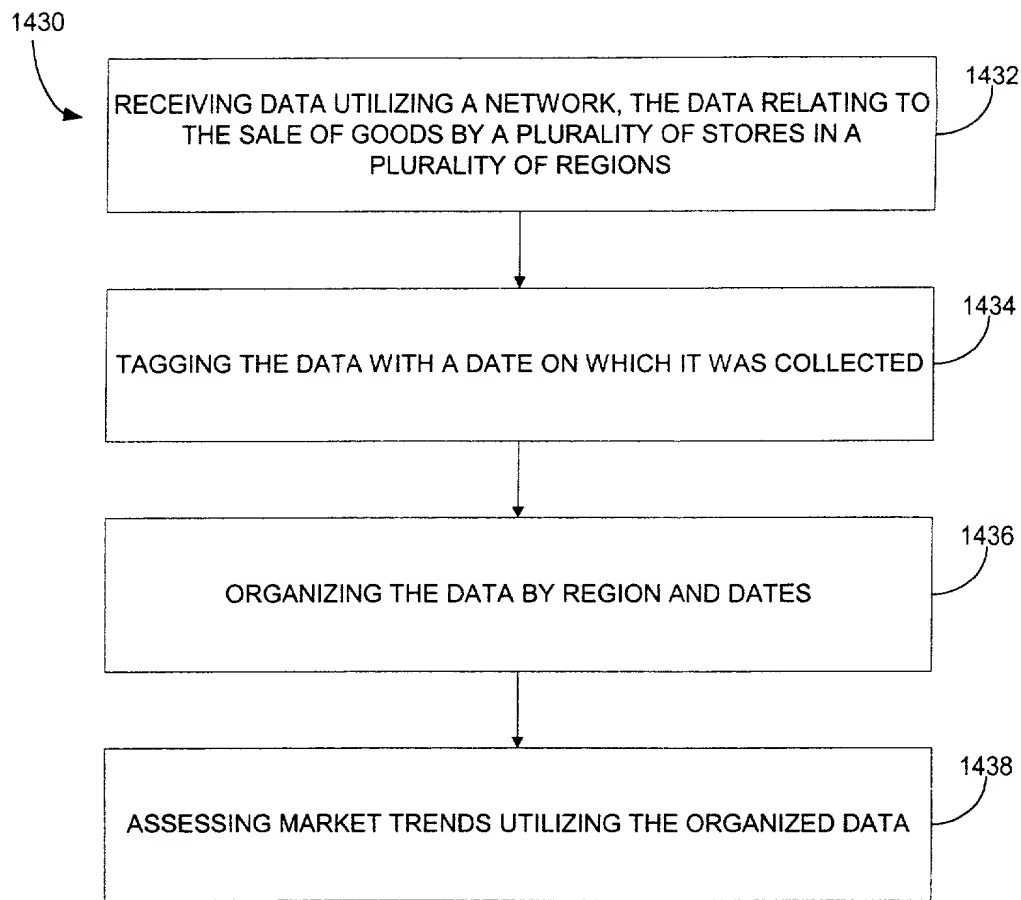 1430
1432
RECEIVING DATA UTILIZING A NETWORK, THE DATA RELATING TO
THE SALE OF GOODS BY A PLURALITY OF STORES IN A
PLURALITY OF REGIONS
1434
TAGGING THE DATA WITH A DATE ON WHICH IT WAS COLLECTED
1436
ORGANIZING THE DATA BY REGION AND DATES
1438
ASSESSING MARKET TRENDS UTILIZING THE ORGANIZED DATA